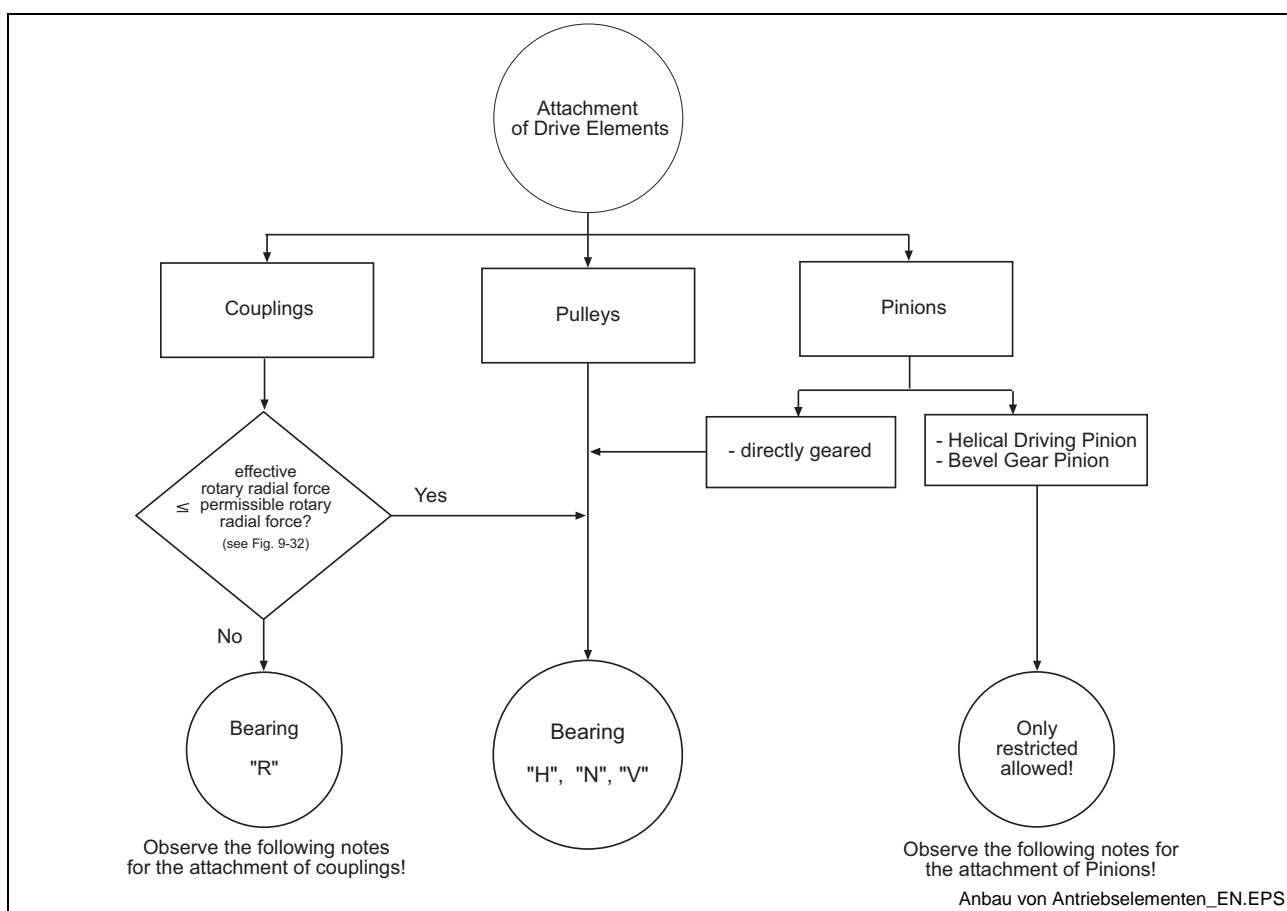 Attachment
of Drive Elements
Couplings
Pulleys
Pinions
- directly geared
- Helical Driving Pinion
- Bevel Gear Pinion
effective
rotary radial force
≤ permissible rotary
radial force?
(see Fig. 9-32)
Yes
No
Bearing
"R"
Bearing
"H", "N", "V"
Only
restricted
allowed!
Observe the following notes
for the attachment of couplings!
Observe the following notes for
the attachment of Pinions!
Anbau von Antriebselementen_EN.EPS